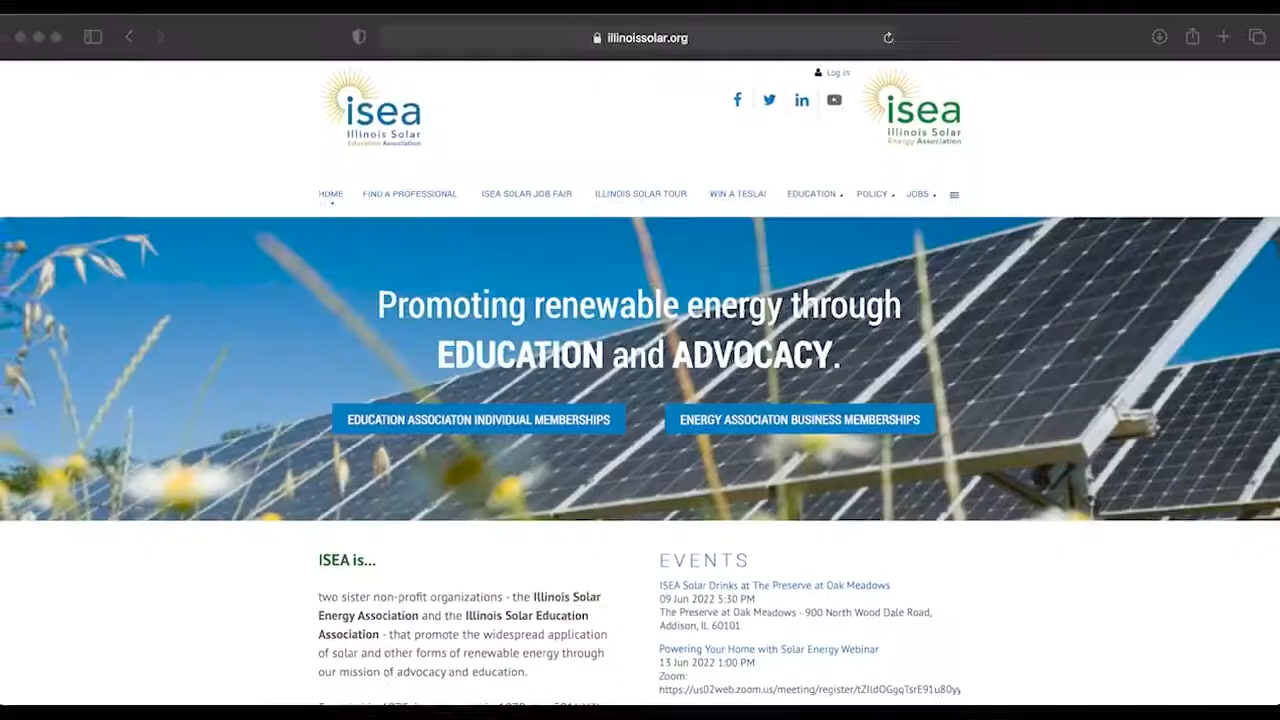 illinoissolar.org
Log in
isea
Illinois Solar
Education Association
isea
Illinois Solar
Energy Association
HOME FIND A PROFESSIONAL ISEA SOLAR JOB FAIR ILLINOIS SOLAR TOUR WIN A TESLA! EDUCATION POLICY JOBS
Promoting renewable energy through
EDUCATION and ADVOCACY.
EDUCATION ASSOCIATON INDIVIDUAL MEMBERSHIPS
ENERGY ASSOCIATON BUSINESS MEMBERSHIPS
ISEA is...
two sister non-profit organizations - the Illinois Solar
Energy Association and the Illinois Solar Education
Association - that promote the widespread application
of solar and other forms of renewable energy through
our mission of advocacy and education.
EVENTS
ISEA Solar Drinks at The Preserve at Oak Meadows
09 Jun 2022 5:30 PM
The Preserve at Oak Meadows - 900 North Wood Dale Road,
Addison, IL 60101
Powering Your Home with Solar Energy Webinar
13 Jun 2022 1:00 PM
Zoom: